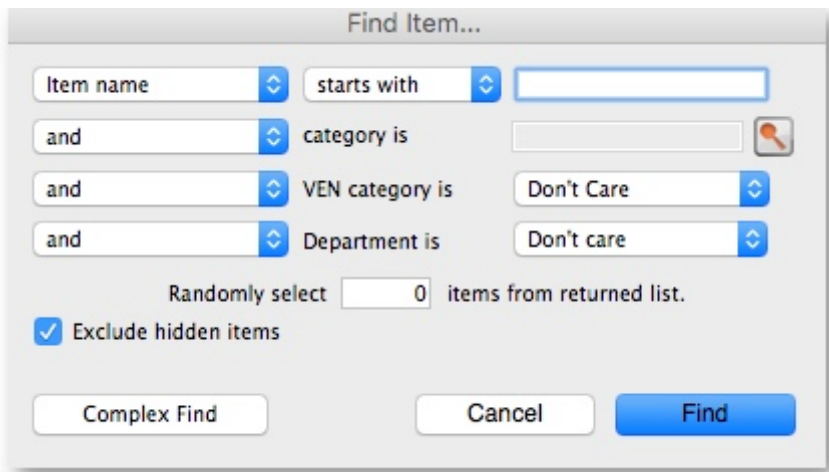 Find Item...
Item name starts with
and category is
and VEN category is Don't Care
and Department is Don't care
Randomly select 0 items from returned list.
Exclude hidden items
Complex Find Cancel Find